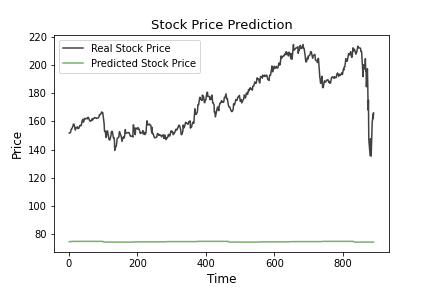 Stock Price Prediction
Real Stock Price
Predicted Stock Price
220
200
180
160
140
120
100
80
Price
0 200 400 600 800
Time